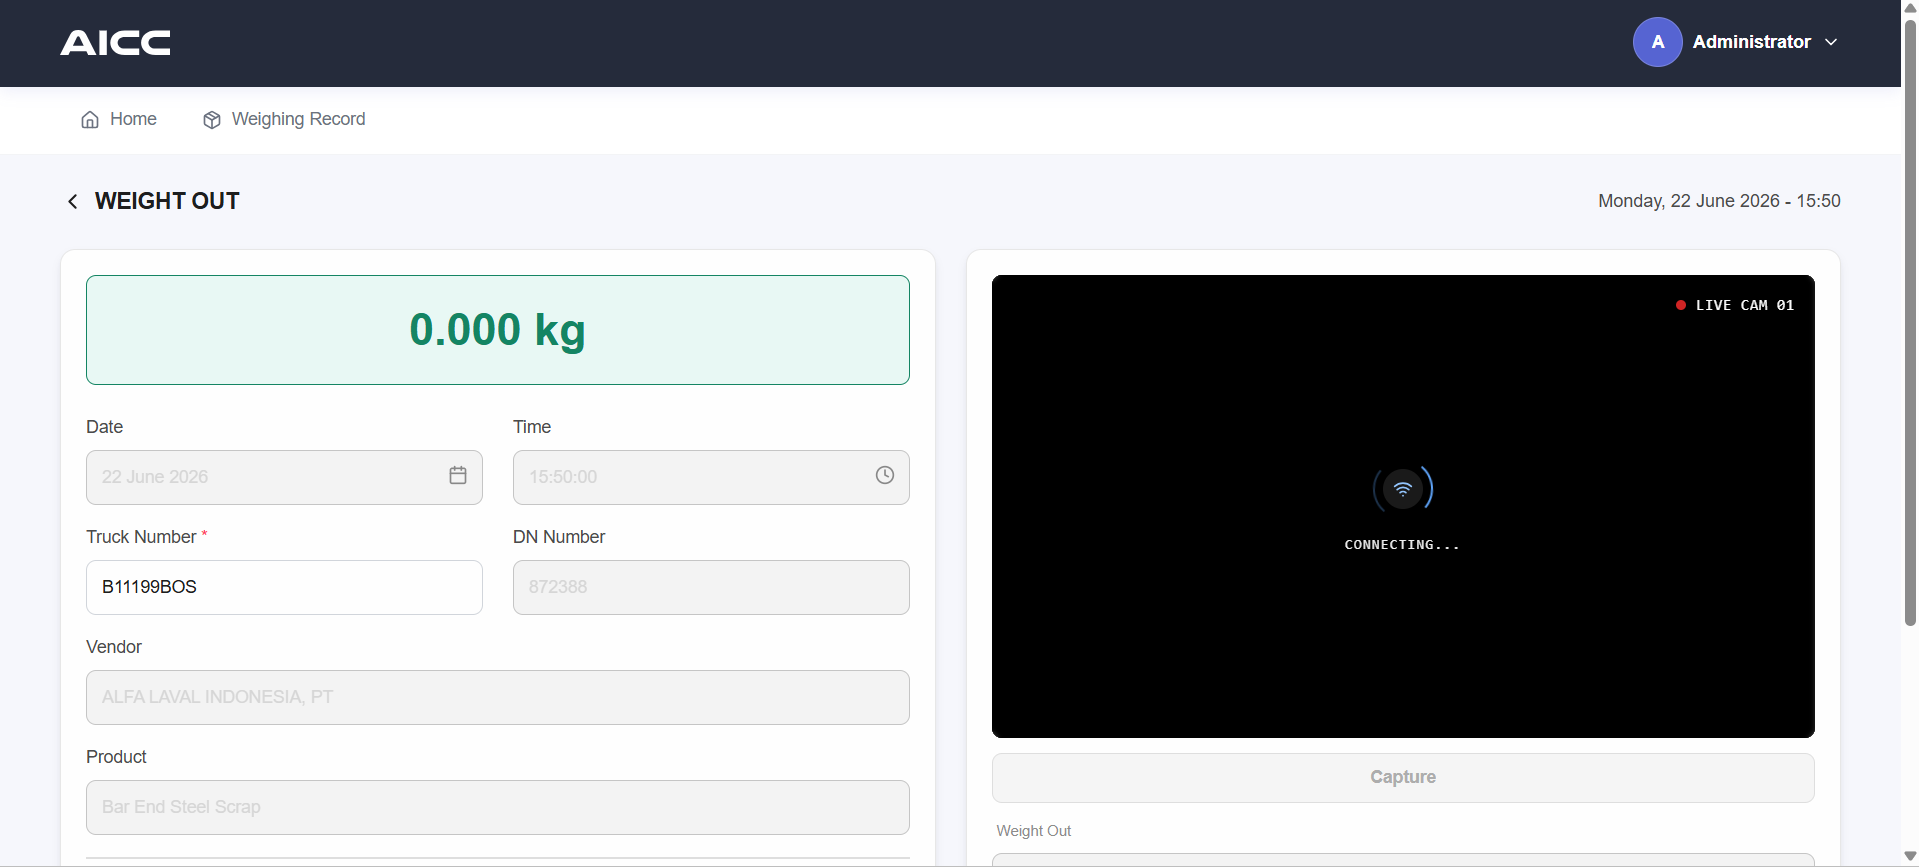 AICC
A Administrator
Home Weighing Record
WEIGHT OUT
Monday, 22 June 2026 - 15:50
0.000 kg
Date
22 June 2026
Time
15:50:00
Truck Number *
B11199BOS
DN Number
872388
Vendor
ALFA LAVAL INDONESIA, PT
Product
Bar End Steel Scrap
LIVE CAM 01
CONNECTING...
Capture
Weight Out